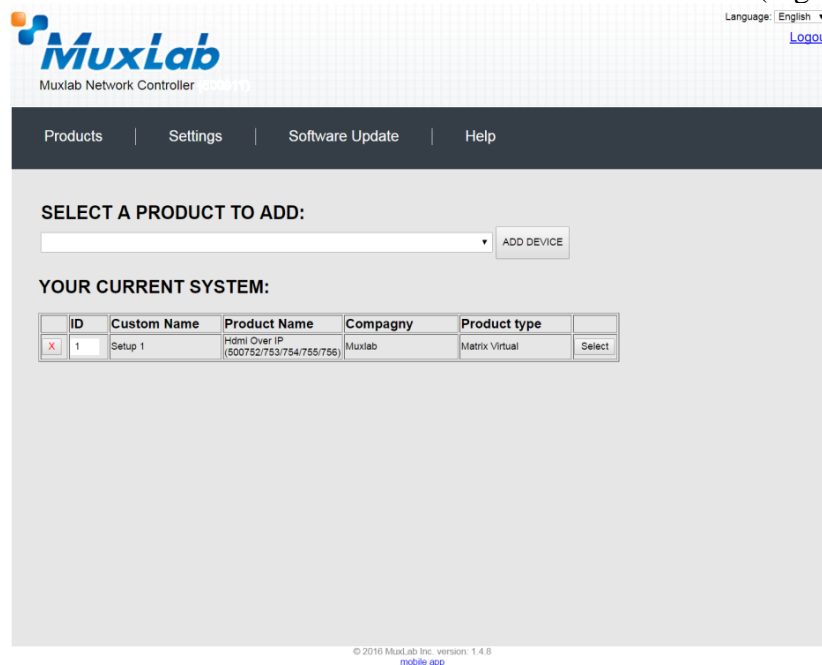 Language: English
Logou
MuxLab
Muxlab Network Controller
Products | Settings | Software Update | Help
SELECT A PRODUCT TO ADD:
ADD DEVICE
YOUR CURRENT SYSTEM:
ID Custom Name Product Name Compagny Product type
X 1 Setup 1 Hdmi Over IP (500752/753/754/755/756) Muxlab Matrix Virtual Select
© 2016 MuxLab Inc. version: 1.4.8
mobile app